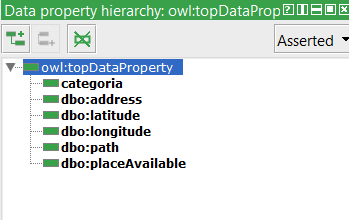 Data property hierarchy: owl:topDataProp
Asserted
owl:topDataProperty
categoria
dbo:address
dbo:latitude
dbo:longitude
dbo:path
dbo:placeAvailable